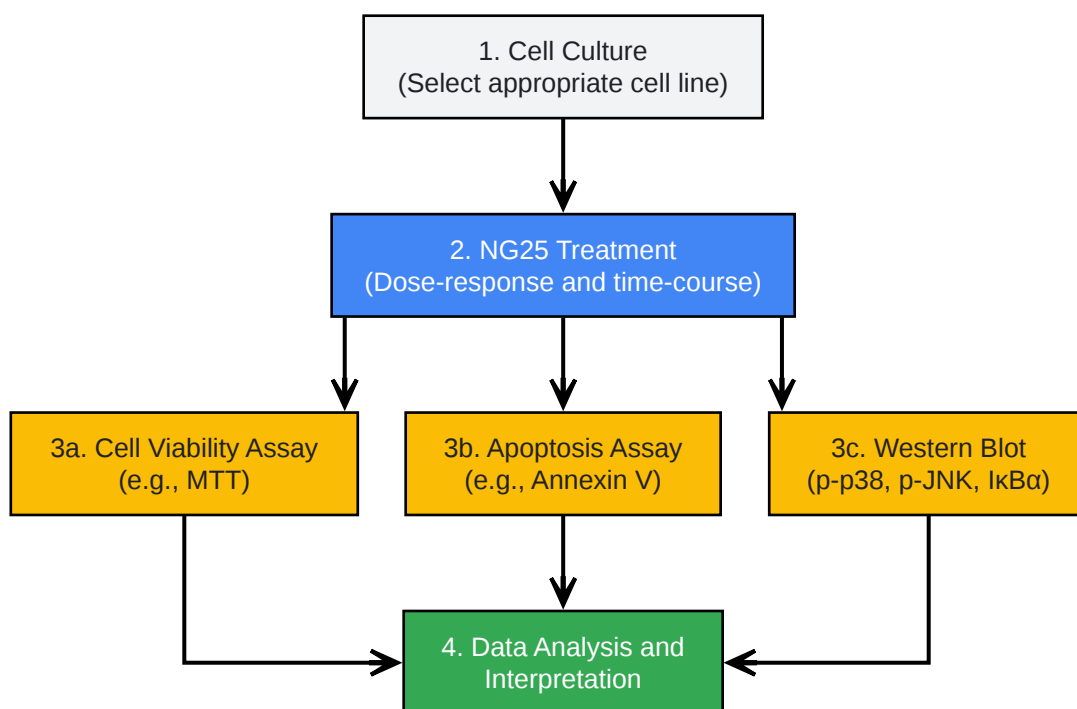 1. Cell Culture
(Select appropriate cell line)
2. NG25 Treatment
(Dose-response and time-course)
3a. Cell Viability Assay
(e.g., MTT)
3b. Apoptosis Assay
(e.g., Annexin V)
3c. Western Blot
(p-p38, p-JNK, IκBα)
4. Data Analysis and
Interpretation